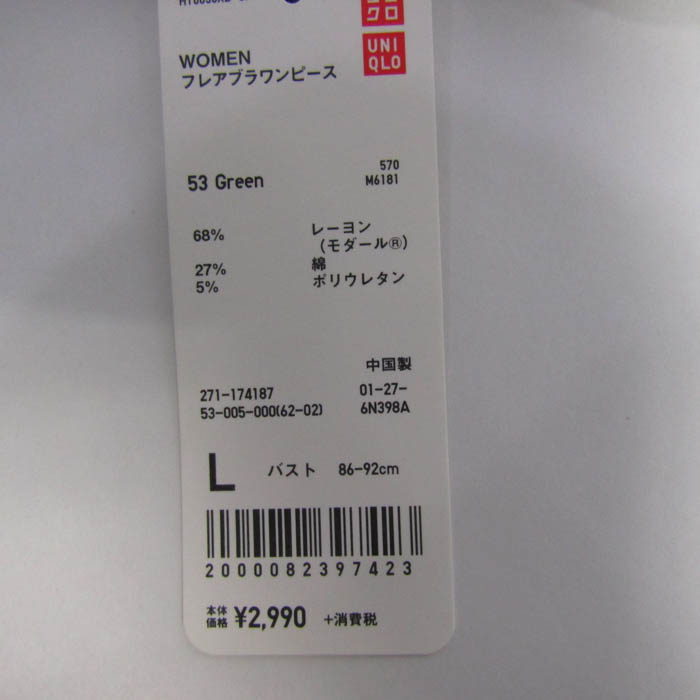 クロ
UNI
QLO
WOMEN
フレアブラワンピース
53 Green
570
M6181
68% レーヨン
(モダール®)
27% 綿
5% ポリウレタン
中国製
271-174187 01-27-
53-005-000(62-02) 6N398A
L バスト 86-92cm
2000082397423
本体
価格 ¥2,990 +消費税